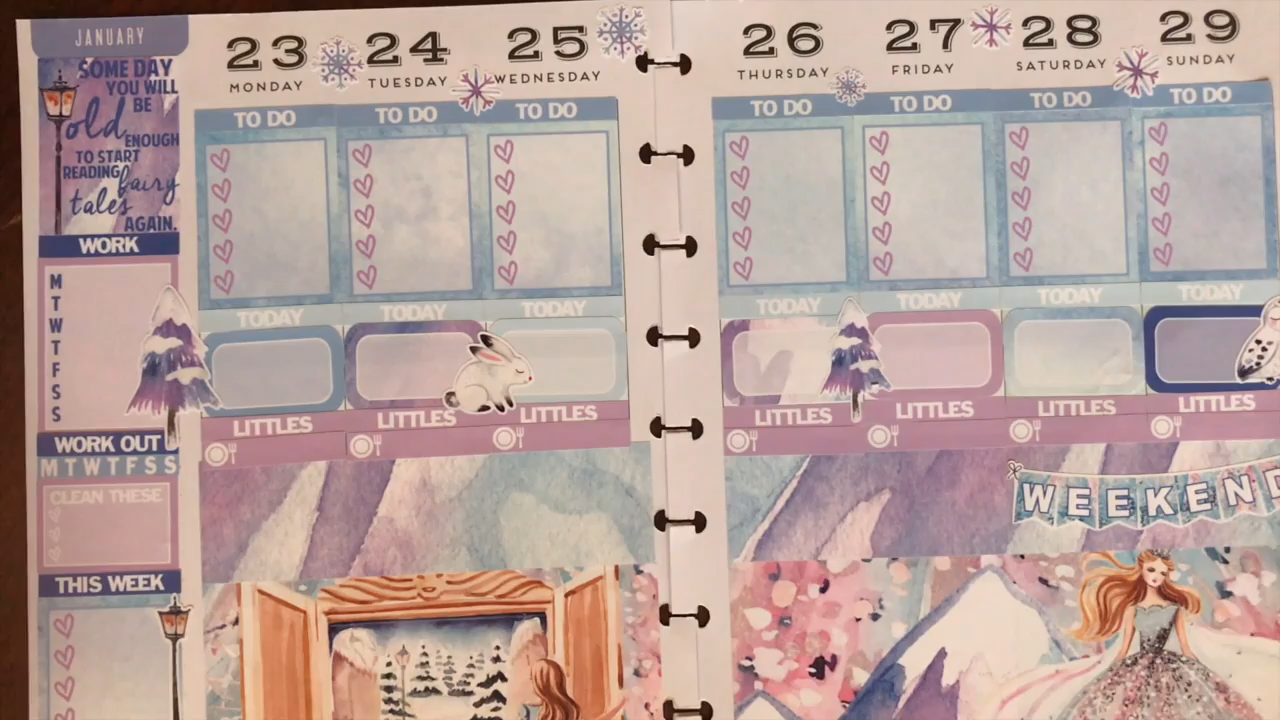 JANUARY
SOME DAY
YOU WILL
BE
old
ENOUGH
TO START
READING fairy
tales
AGAIN.
WORK
M
T
W
T
F
S
S
WORK OUT
M T W T F S S
CLEAN THESE
THIS WEEK
23
MONDAY
TO DO
TODAY
LITTLES
24
TUESDAY
TO DO
TODAY
LITTLES
25
WEDNESDAY
TO DO
TODAY
LITTLES
26
THURSDAY
TO DO
TODAY
LITTLES
27
FRIDAY
TO DO
TODAY
LITTLES
28
SATURDAY
TO DO
TODAY
LITTLES
29
SUNDAY
TO DO
TODAY
LITTLES
WEEKEND